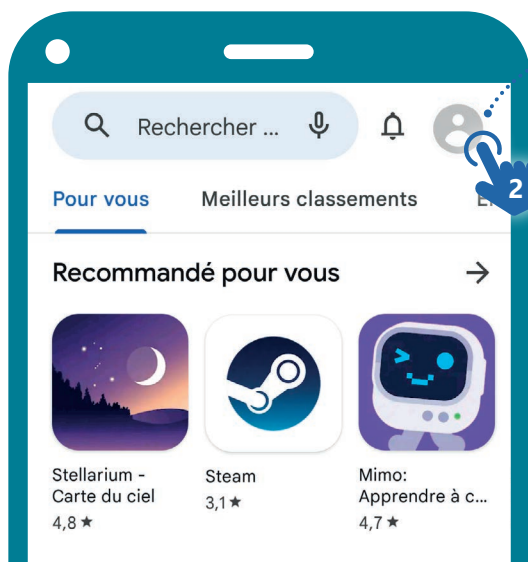 Rechercher ...
2
Pour vous
Meilleurs classements
Recommandé pour vous
Stellarium -
Carte du ciel
4,8 ★
Steam
3,1 ★
Mimo:
Apprendre à c...
4,7 ★